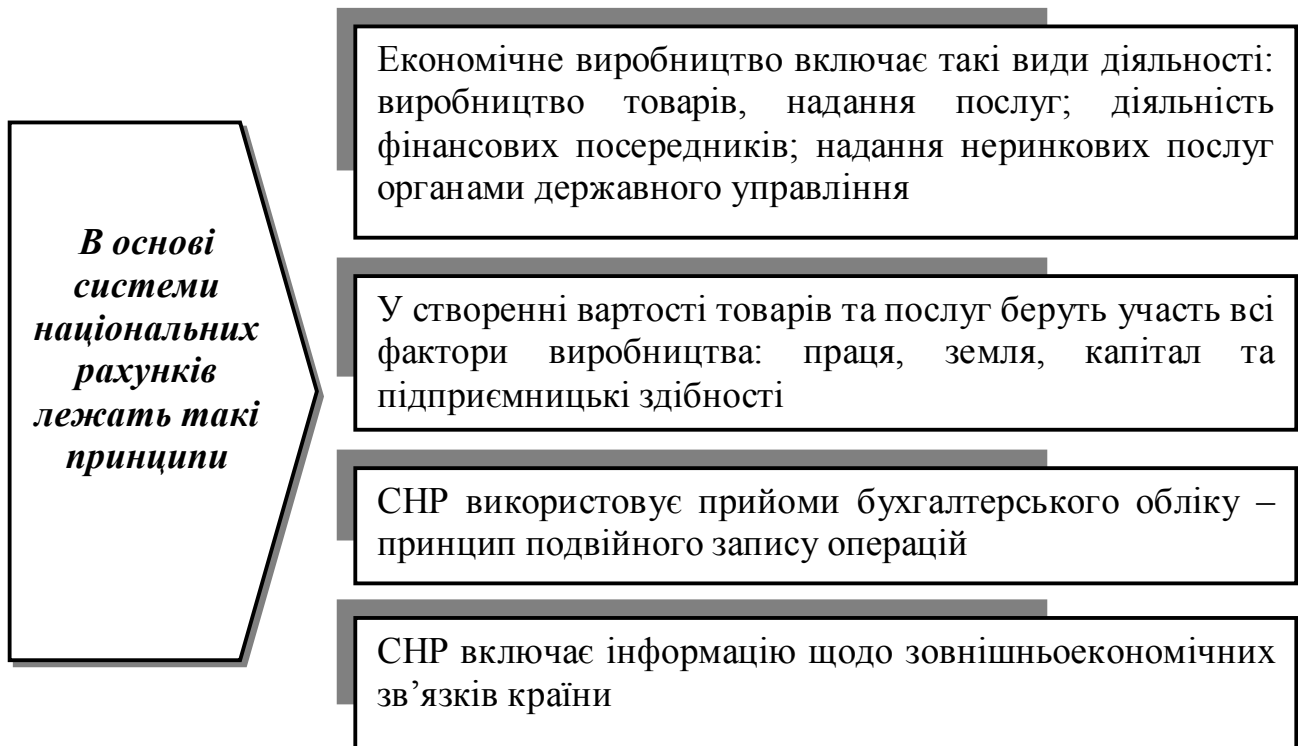 В основі
системи
національних
рахунків
лежать такі
принципи
Економічне виробництво включає такі види діяльності:
виробництво товарів, надання послуг; діяльність
фінансових посередників; надання неринкових послуг
органами державного управління
У створенні вартості товарів та послуг беруть участь всі
фактори виробництва: праця, земля, капітал та
підприємницькі здібності
СНР використовує прийоми бухгалтерського обліку –
принцип подвійного запису операцій
СНР включає інформацію щодо зовнішньоекономічних
зв’язків країни